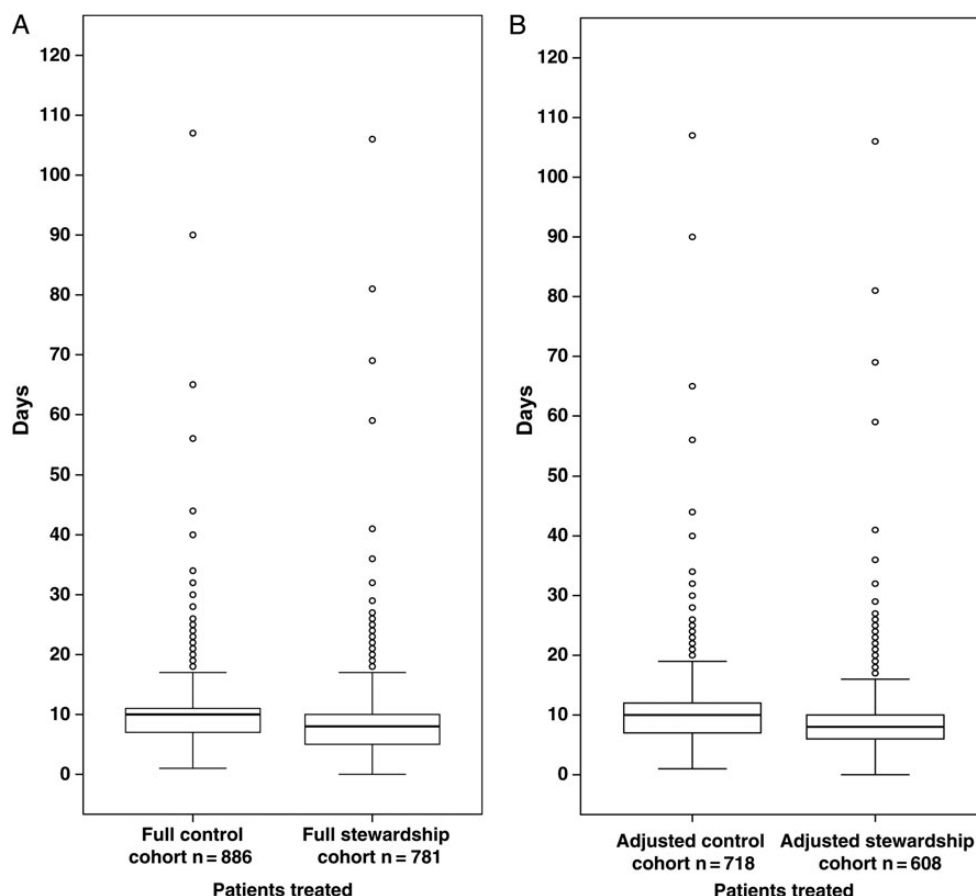 A
120
110
100
90
80
70
60
50
40
30
20
10
0
Days
Full control
cohort n = 886
Full stewardship
cohort n = 781
Patients treated
B
120
110
100
90
80
70
60
50
40
30
20
10
0
Days
Adjusted control
cohort n = 718
Adjusted stewardship
cohort n = 608
Patients treated